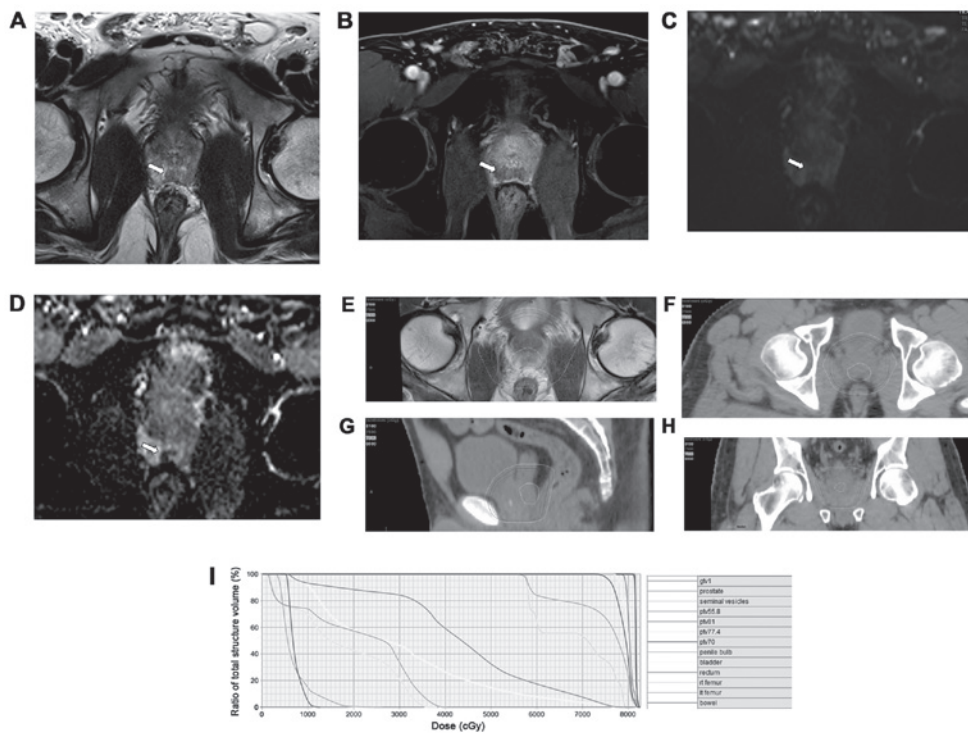 A
B
C
D
E
F
G
H
I
Ratio of total structure volume (%)
100
80
60
40
20
0
0
1000
2000
3000
4000
5000
6000
7000
8000
Dose (cGy)
gtv1
prostate
seminal vesicles
ptv55.8
ptv61
ptv77.4
ptv70
penile bulb
bladder
rectum
rt femur
lt femur
bowel